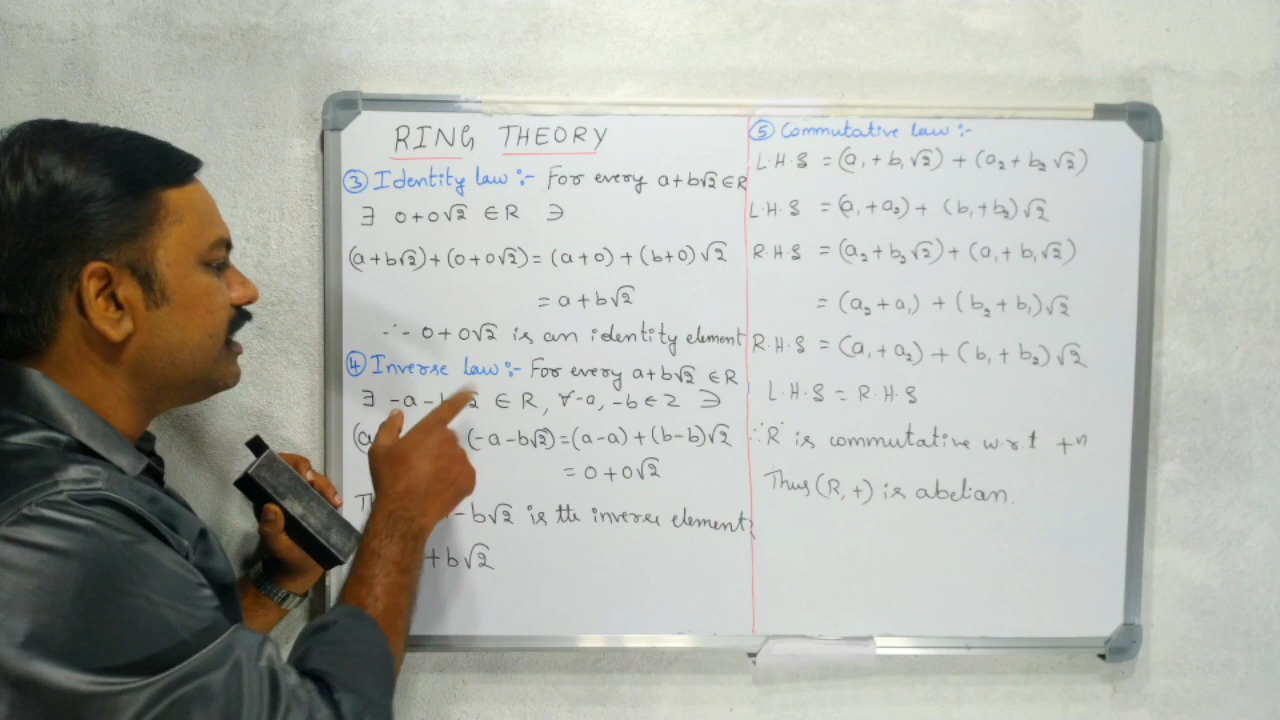 RING THEORY
③ Identity law :- For every a+b√2 ∈ R
∃ 0+0√2 ∈ R ∋
(a+b√2)+(0+0√2) = (a+0)+(b+0)√2
= a+b√2
∴ 0+0√2 is an identity element
④ Inverse law :- For every a+b√2 ∈ R
∃ -a-b√2 ∈ R, ∀ -a, -b ∈ Z ∋
(-a-b√2) = (a-a)+(b-b)√2
= 0+0√2
-b√2 is the inverse element
+b√2
⑤ Commutative law :-
L.H.S = (a₁+b₁√2)+(a₂+b₂√2)
L.H.S = (a₁+a₂)+(b₁+b₂)√2
R.H.S = (a₂+b₂√2)+(a₁+b₁√2)
= (a₂+a₁)+(b₂+b₁)√2
R.H.S = (a₁+a₂)+(b₁+b₂)√2
L.H.S = R.H.S
∴ R is commutative w.r.t +ⁿ
Thus (R, +) is abelian.